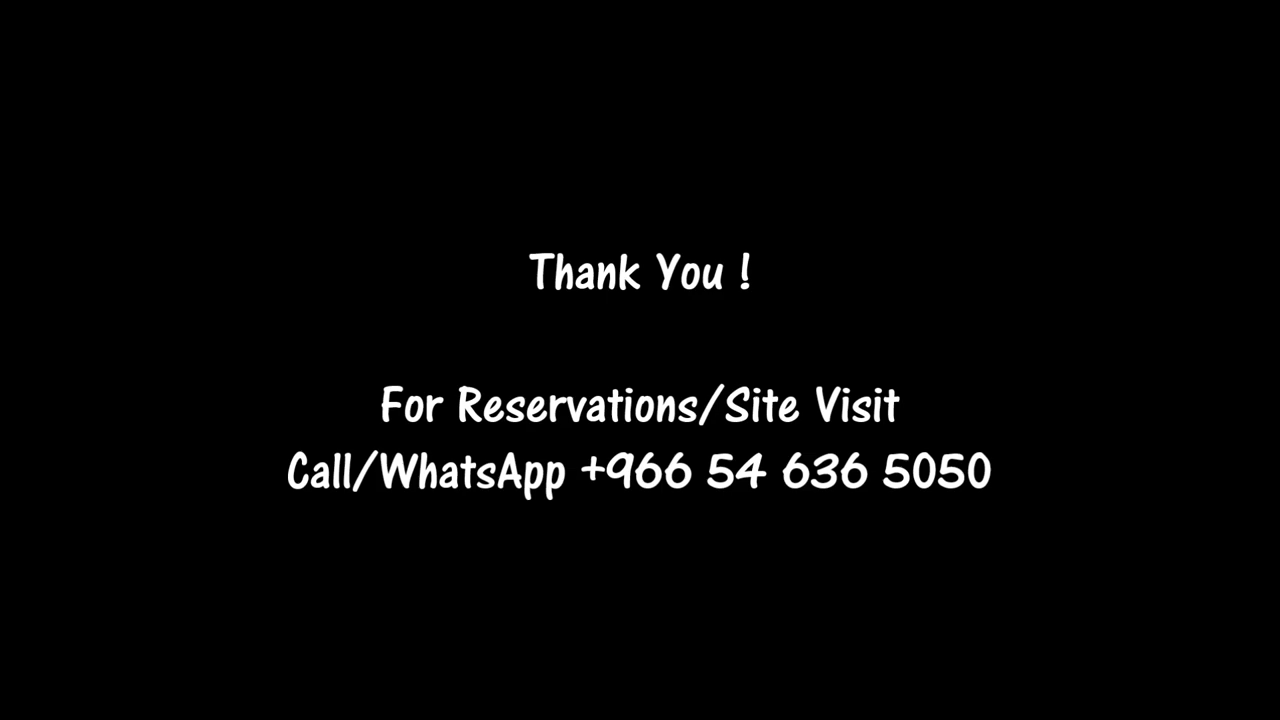 Thank You !
For Reservations/Site Visit
Call/WhatsApp +966 54 636 5050